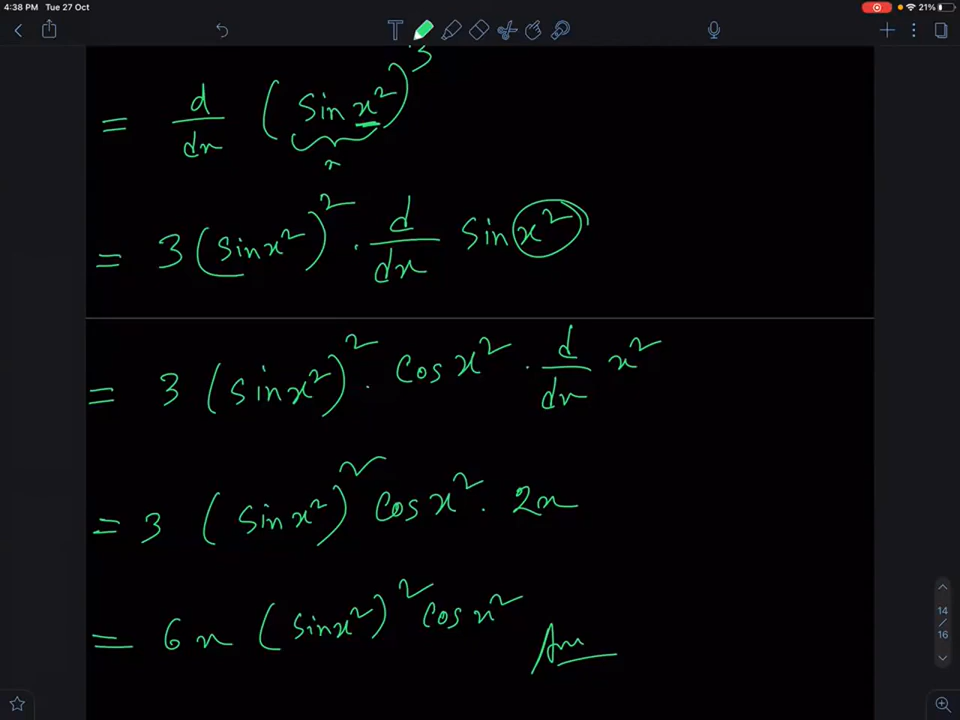 4:38 PM Tue 27 Oct
21%
= d/dx (sin x²)³
x
= 3 (sin x²)² · d/dx sin x²
= 3 (sin x²)² · cos x² · d/dx x²
= 3 (sin x²)² cos x² · 2x
= 6x (sin x²)² cos x² Ans
14
/
16